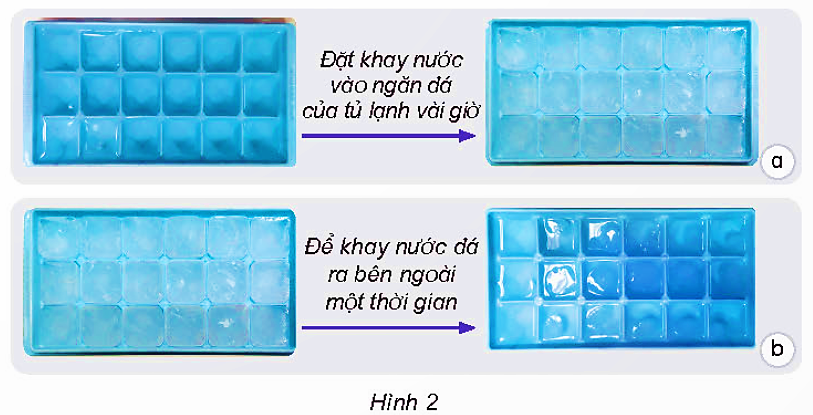 Đặt khay nước
vào ngăn đá
của tủ lạnh vài giờ
a
Để khay nước đá
ra bên ngoài
một thời gian
b
Hình 2